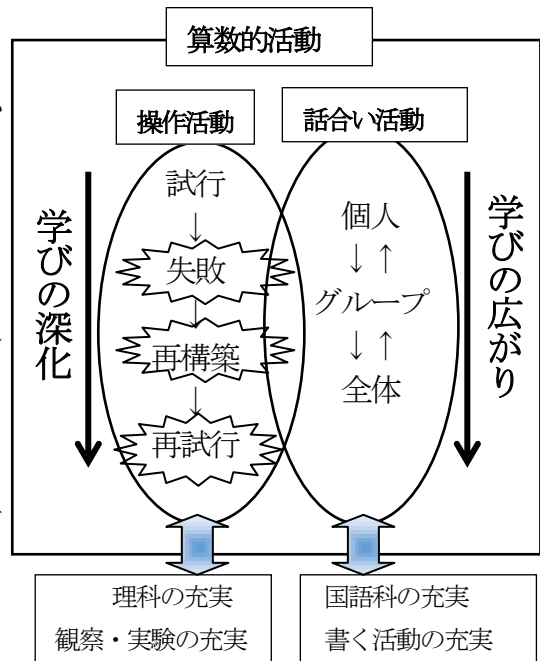 算数的活動
操作活動
話合い活動
学びの深化
試行
↓
失敗
↓
再構築
↓
再試行
個人
↓ ↑
グループ
↓ ↑
全体
学びの広がり
理科の充実
観察・実験の充実
国語科の充実
書く活動の充実